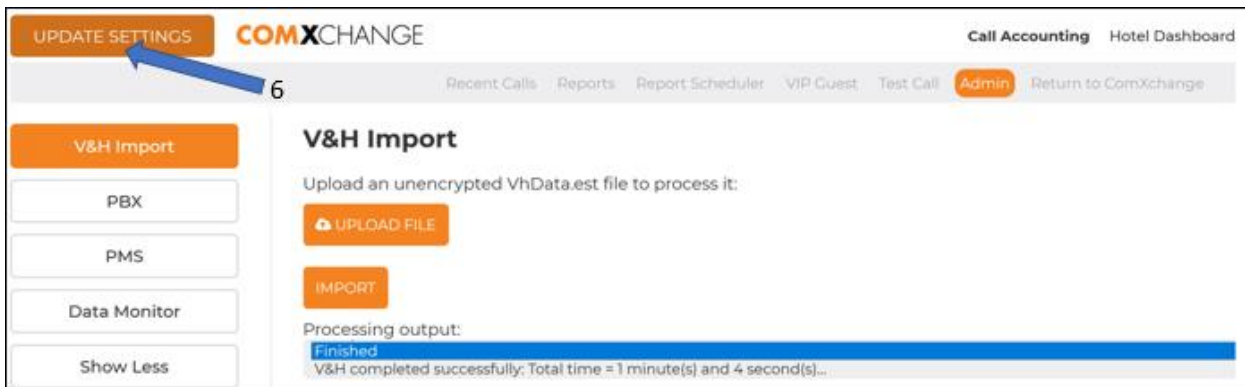 UPDATE SETTINGS
COMXCHANGE
Call Accounting Hotel Dashboard
6
Recent Calls Reports Report Scheduler VIP Guest Test Call Admin Return to ComXchange
V&H Import
PBX
PMS
Data Monitor
Show Less
V&H Import
Upload an unencrypted VhData.est file to process it:
UPLOAD FILE
IMPORT
Processing output:
Finished
V&H completed successfully: Total time = 1 minute(s) and 4 second(s)...